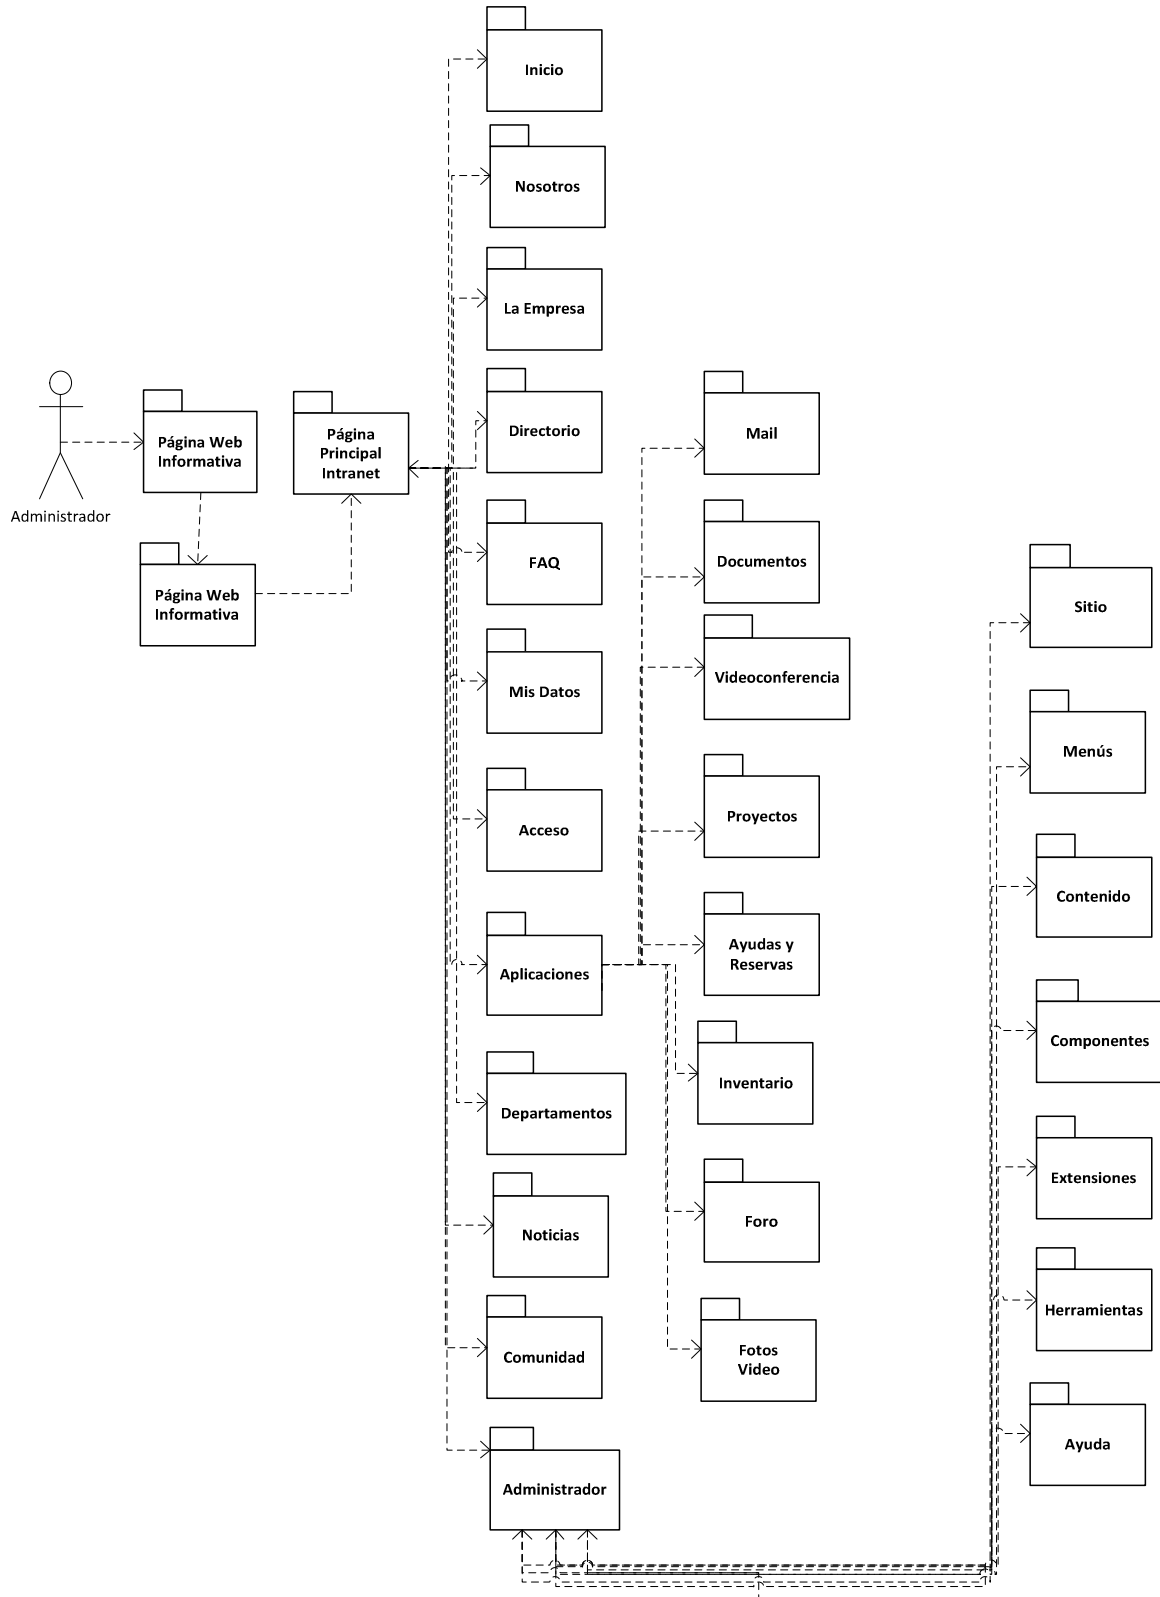 Inicio
Nosotros
La Empresa
Administrador
Página Web
Informativa
Página Web
Informativa
Página
Principal
Intranet
Directorio
FAQ
Mis Datos
Acceso
Aplicaciones
Departamentos
Noticias
Comunidad
Administrador
Mail
Documentos
Videoconferencia
Proyectos
Ayudas y
Reservas
Inventario
Foro
Fotos
Video
Sitio
Menús
Contenido
Componentes
Extensiones
Herramientas
Ayuda